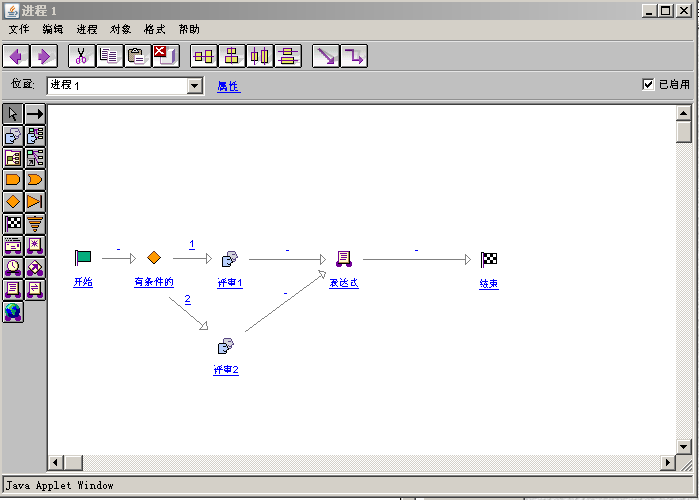 进程 1
文件 编辑 进程 对象 格式 帮助
位置: 进程 1 属性 已启用
- 1 - -
开始 有条件的 评审1 表达式 结束
2 -
评审2
Java Applet Window